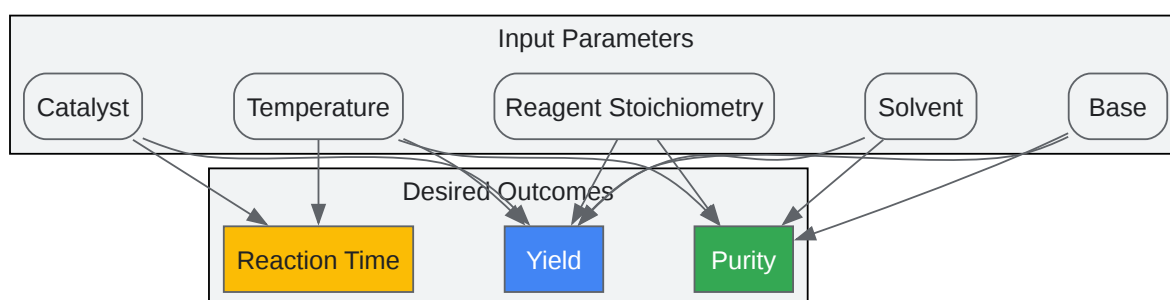 Input Parameters
Catalyst
Temperature
Reagent Stoichiometry
Solvent
Base
Desired Outcomes
Reaction Time
Yield
Purity